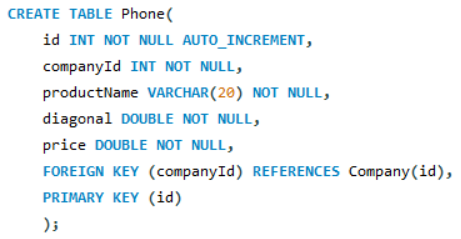 CREATE TABLE Phone(
id INT NOT NULL AUTO_INCREMENT,
companyId INT NOT NULL,
productName VARCHAR(20) NOT NULL,
diagonal DOUBLE NOT NULL,
price DOUBLE NOT NULL,
FOREIGN KEY (companyId) REFERENCES Company(id),
PRIMARY KEY (id)
);